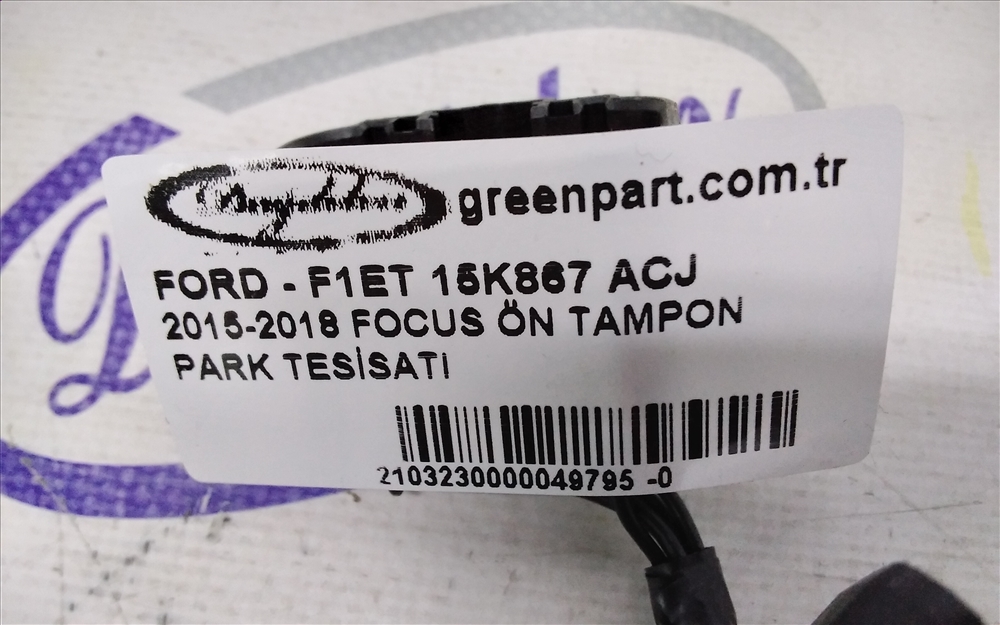 greenpart.com.tr
FORD - F1ET 15K867 ACJ
2015-2018 FOCUS ÖN TAMPON
PARK TESİSATI
2103230000049795 -0